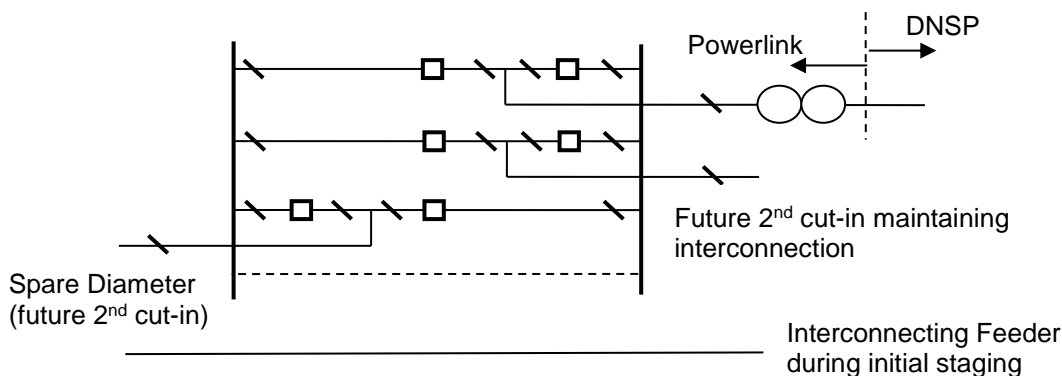 DNSP
Powerlink
Future 2nd cut-in maintaining
interconnection
Spare Diameter
(future 2nd cut-in)
Interconnecting Feeder
during initial staging